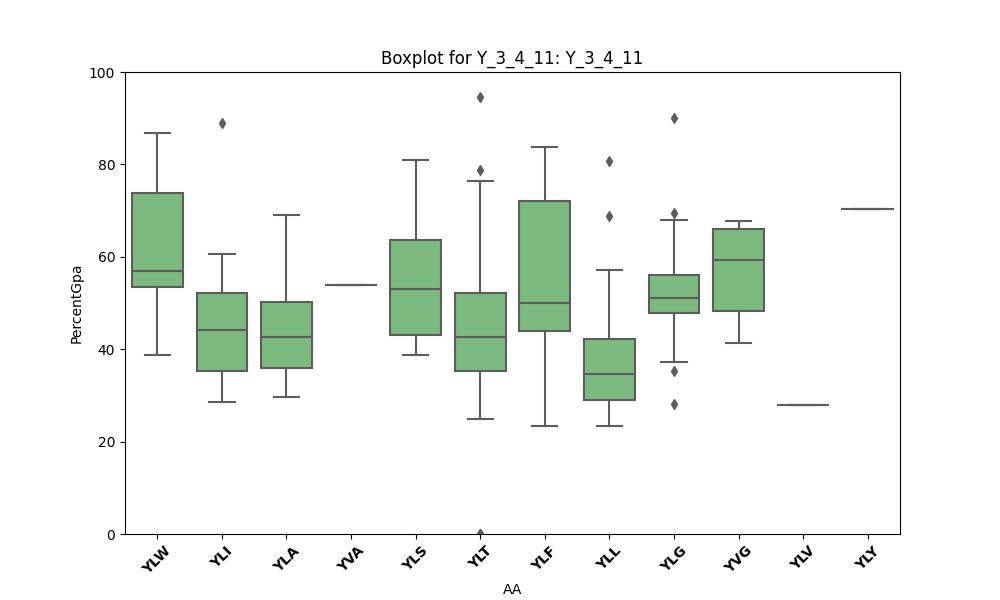 Boxplot for Y_3_4_11: Y_3_4_11
100
80
60
40
20
0
PercentGpa
YLW YLI YLA YVA YLS YLT YLF YLL YLG YVG YLV YLY
AA